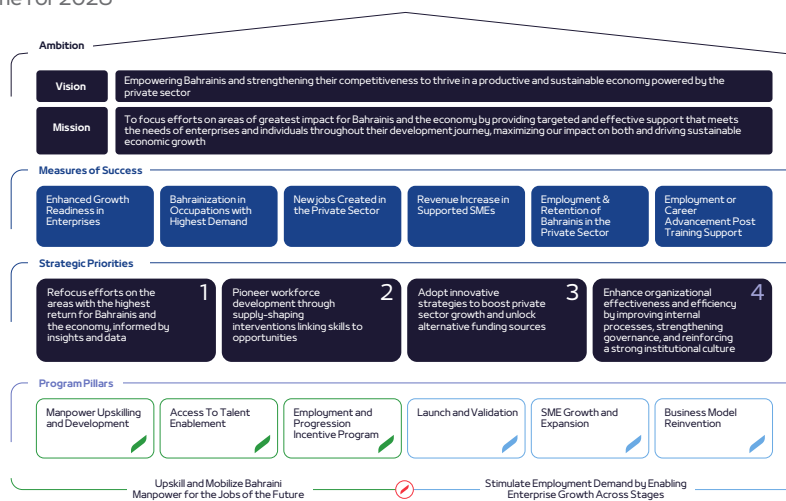 Ambition
Vision
Empowering Bahrainis and strengthening their competitiveness to thrive in a productive and sustainable economy powered by the
private sector
Mission
To focus efforts on areas of greatest impact for Bahrainis and the economy by providing targeted and effective support that meets
the needs of enterprises and individuals throughout their development journey, maximizing our impact on both and driving sustainable
economic growth
Measures of Success
Enhanced Growth
Readiness in
Enterprises
Bahrainization in
Occupations with
Highest Demand
New jobs Created in
the Private Sector
Revenue Increase in
Supported SMEs
Employment &
Retention of
Bahrainis in the
Private Sector
Employment or
Career
Advancement Post
Training Support
Strategic Priorities
Refocus efforts on the
areas with the highest
return for Bahrainis and
the economy, informed by
insights and data
1
Pioneer workforce
development through
supply-shaping
interventions linking skills to
opportunities
2
Adopt innovative
strategies to boost private
sector growth and unlock
alternative funding sources
3
Enhance organizational
effectiveness and efficiency
by improving internal
processes, strengthening
governance, and reinforcing
a strong institutional culture
4
Program Pillars
Manpower Upskilling
and Development
Access To Talent
Enablement
Employment and
Progression
Incentive Program
Launch and Validation
SME Growth and
Expansion
Business Model
Reinvention
Upskill and Mobilize Bahraini
Manpower for the Jobs of the Future
Stimulate Employment Demand by Enabling
Enterprise Growth Across Stages